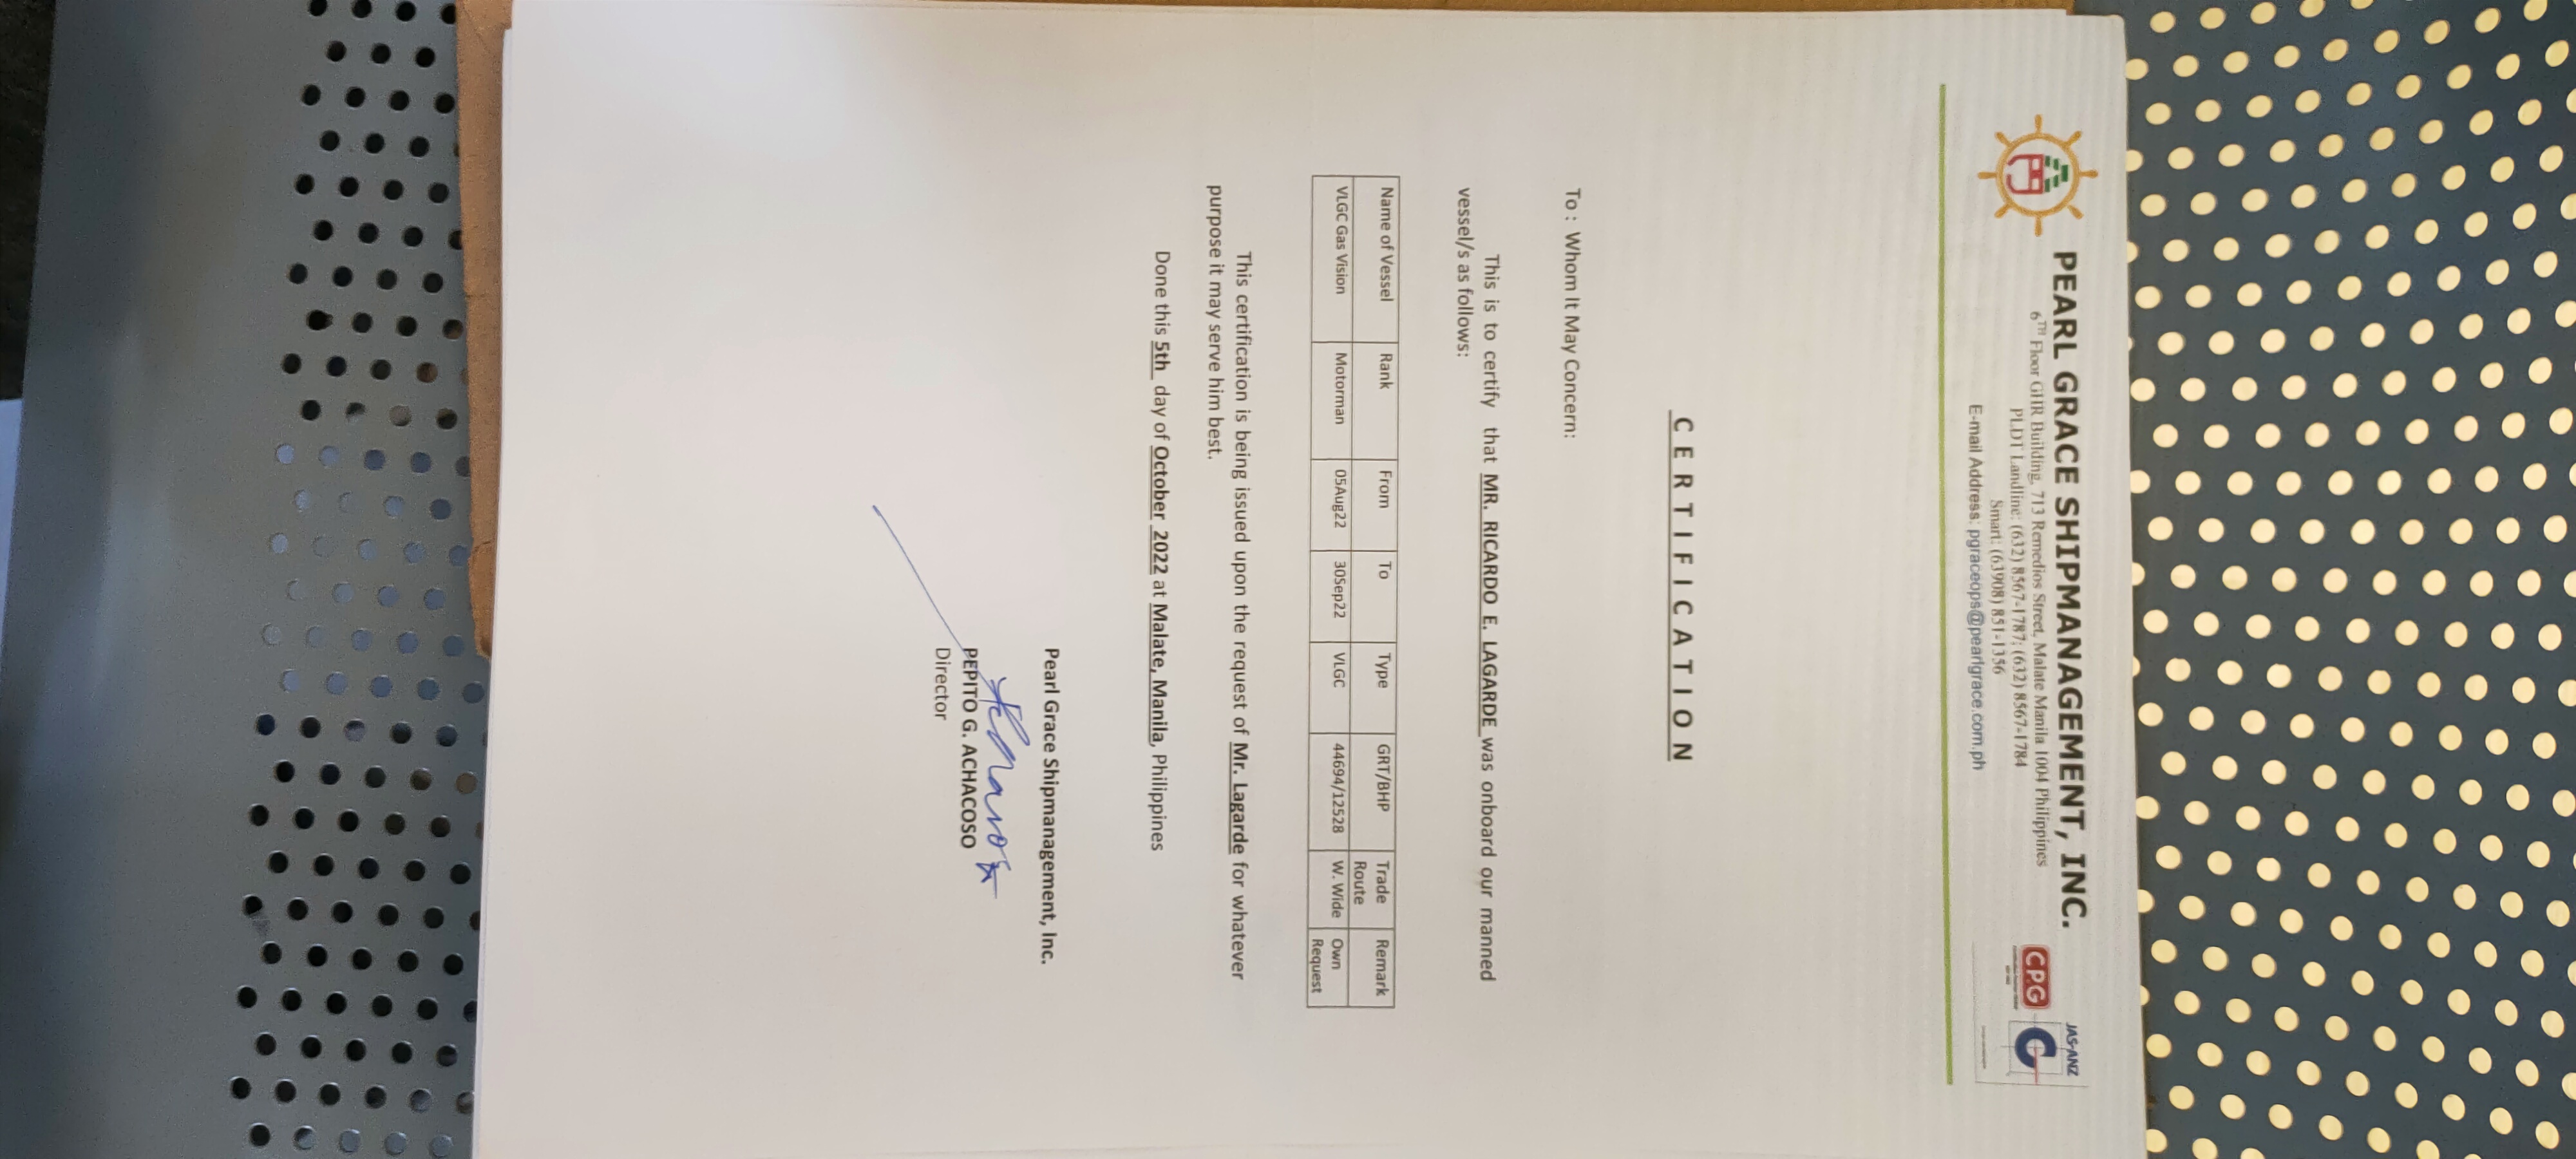 PEARL GRACE SHIPMANAGEMENT, INC.
6TH Floor GHR Building, 713 Remedios Street, Malate Manila 1004 Philippines
PLDT Landline: (632) 8567-1787; (632) 8567-1784
Smart: (63908) 851-1356
E-mail Address: pgraceops@pearlgrace.com.ph
CPG
JAS-ANZ
CERTIFICATION
To : Whom It May Concern:
This is to certify that MR. RICARDO E. LAGARDE was onboard our manned
vessel/s as follows:
Name of Vessel Rank From To Type GRT/BHP Trade Route Remark
VLGC Gas Vision Motorman 05Aug22 30Sep22 VLGC 44694/12528 W. Wide Own Request
This certification is being issued upon the request of Mr. Lagarde for whatever
purpose it may serve him best.
Done this 5th day of October 2022 at Malate, Manila, Philippines
Pearl Grace Shipmanagement, Inc.
PEPITO G. ACHACOSO
Director